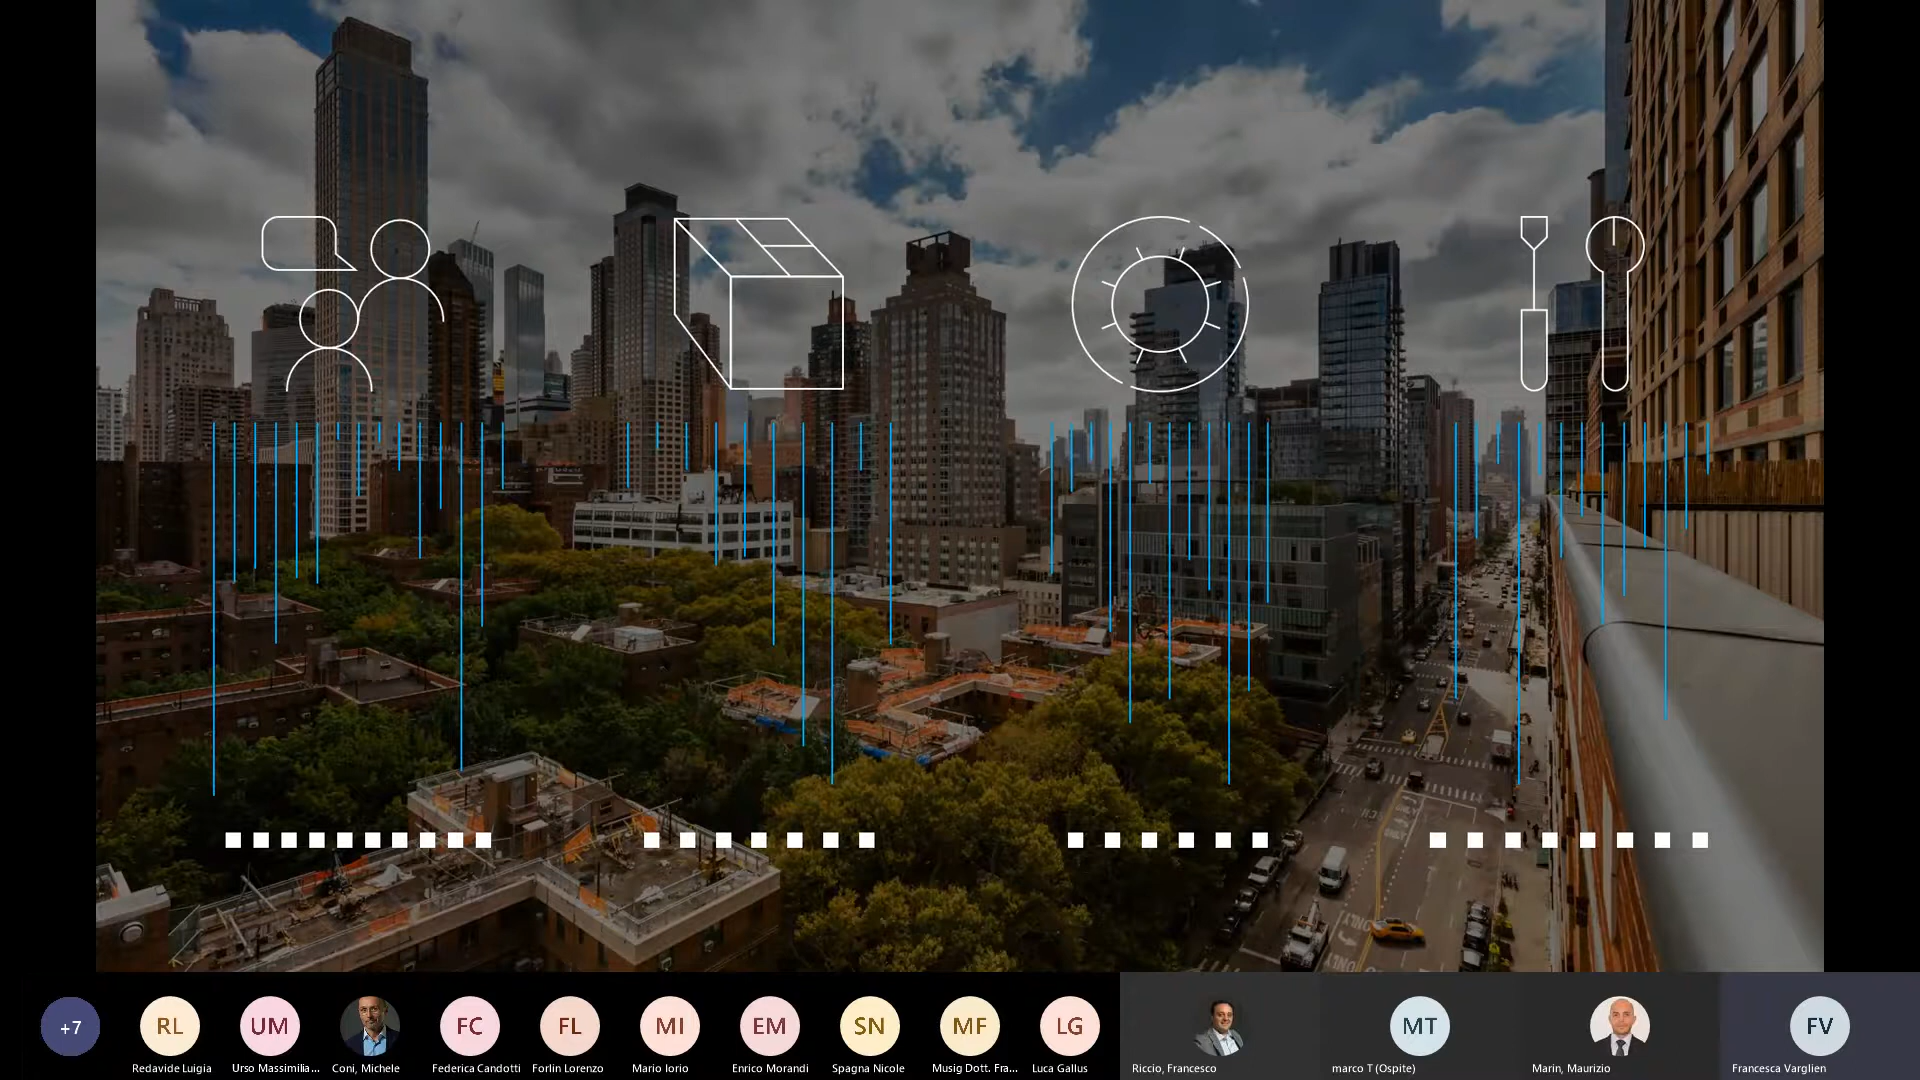 +7
RL
UM
FC
FL
MI
EM
SN
MF
LG
MT
FV
Redavide Luigia
Urso Massimilia...
Coni, Michele
Federica Candotti
Forlin Lorenzo
Mario Iorio
Enrico Morandi
Spagna Nicole
Musig Dott. Fra...
Luca Gallus
Riccio, Francesco
marco T (Ospite)
Marin, Maurizio
Francesca Varglien
ONLY
ONLY